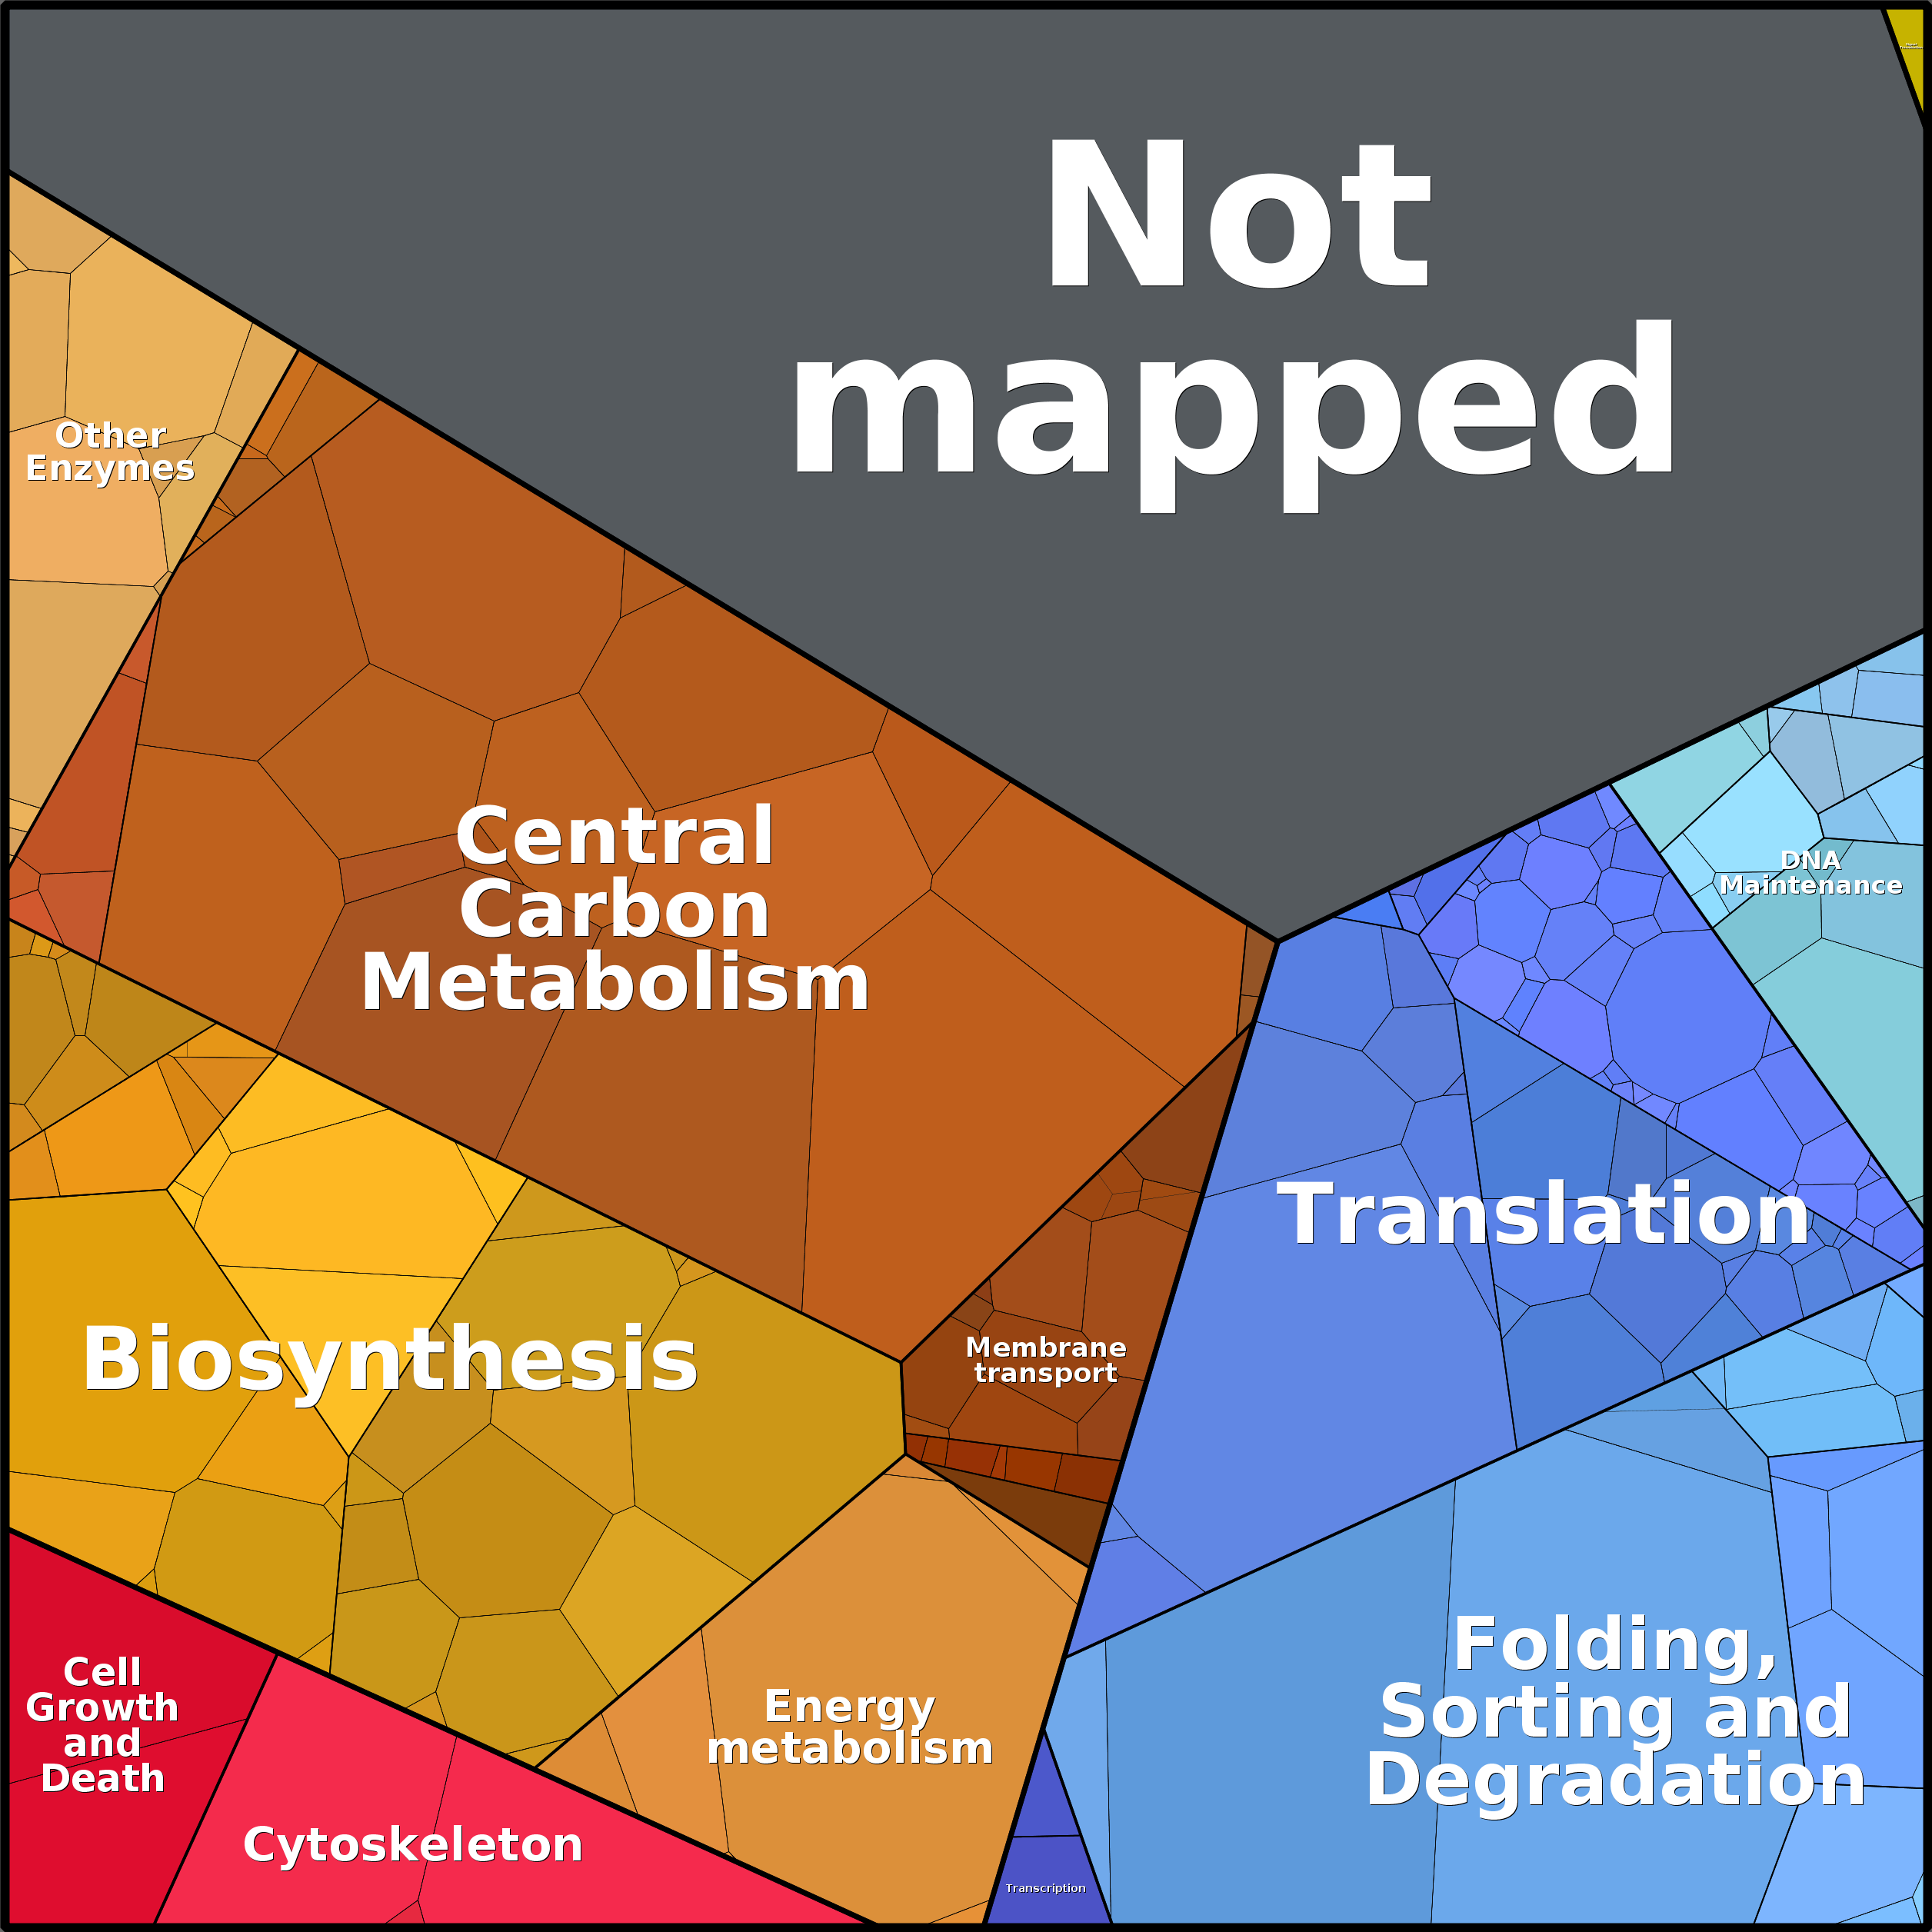 Not
mapped
Other
Enzymes
Central
Carbon
Metabolism
DNA
Maintenance
Translation
Biosynthesis
Membrane
transport
Cell
Growth
and
Death
Energy
metabolism
Folding,
Sorting and
Degradation
Cytoskeleton
Transcription